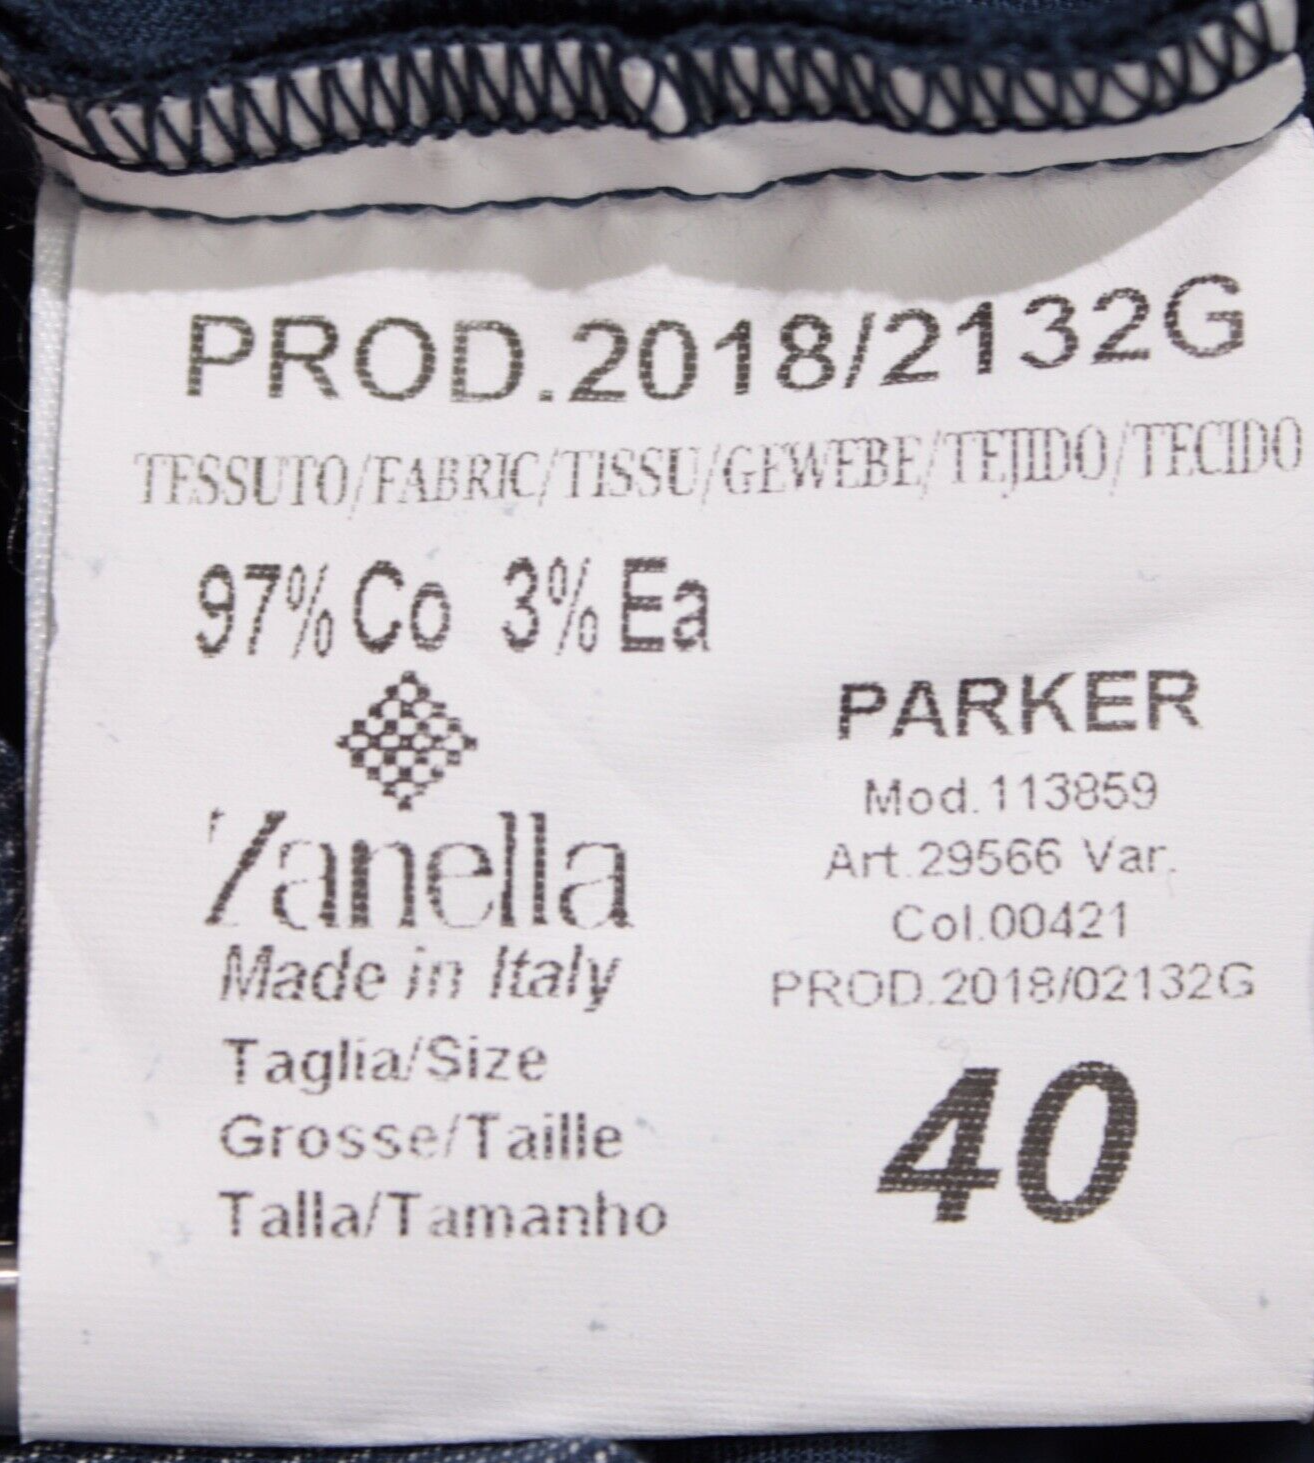 PROD.2018/2132G
TESSUTO/FABRIC/TISSU/GEWEBE/TEJIDO/TECIDO
97% Co 3% Ea
Zanella
Made in Italy
Taglia/Size
Grosse/Taille
Talla/Tamanho
PARKER
Mod.113859
Art.29566 Var.
Col.00421
PROD.2018/02132G
40